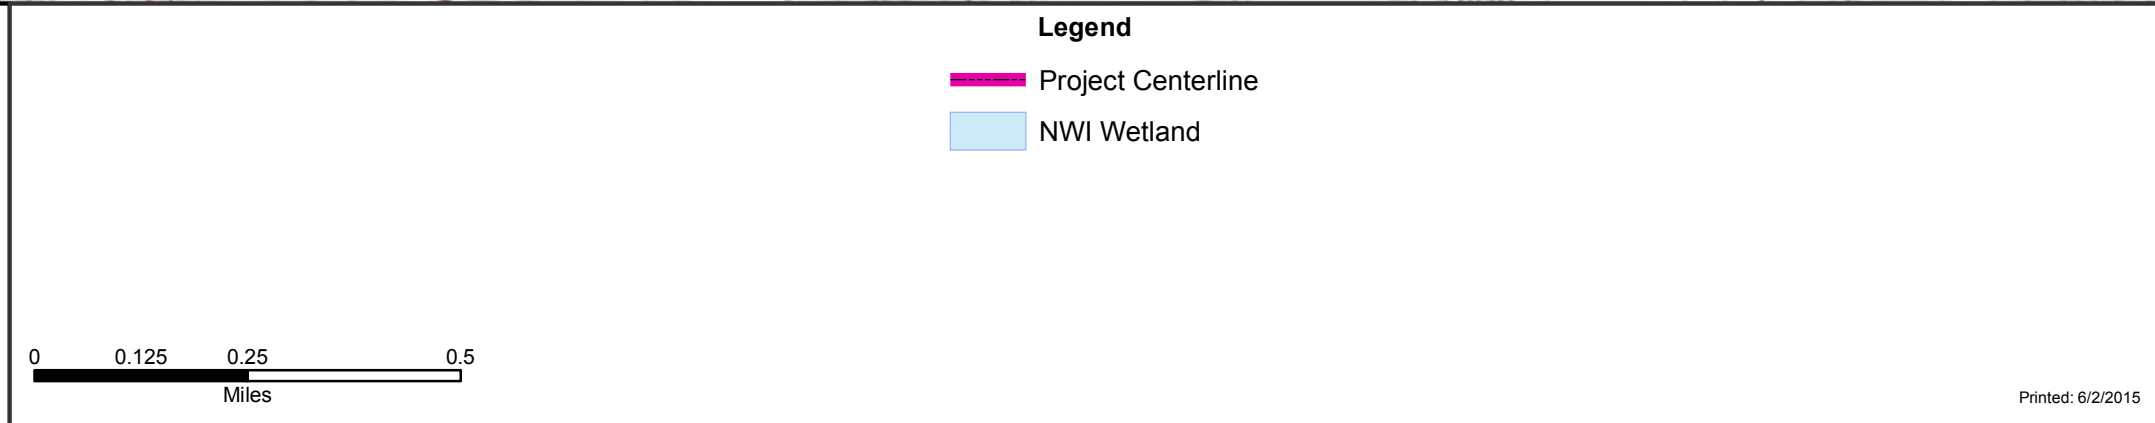 Legend
Project Centerline
NWI Wetland
0 0.125 0.25 0.5
Miles
Printed: 6/2/2015